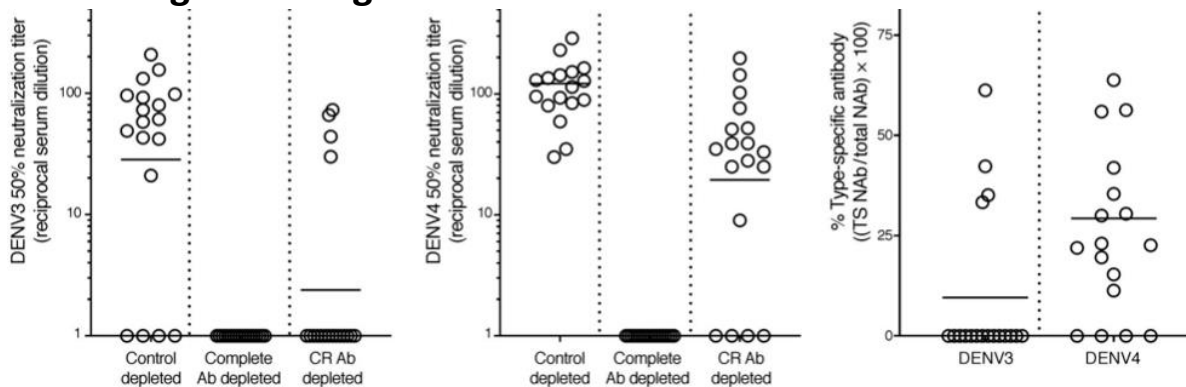 DENV3 50% neutralization titer
(reciprocal serum dilution)
100
10
1
Control
depleted
Complete
Ab depleted
CR Ab
depleted
DENV4 50% neutralization titer
(reciprocal serum dilution)
100
10
1
Control
depleted
Complete
Ab depleted
CR Ab
depleted
% Type-specific antibody
((TS NAb/total NAb) × 100)
75
50
25
0
DENV3
DENV4